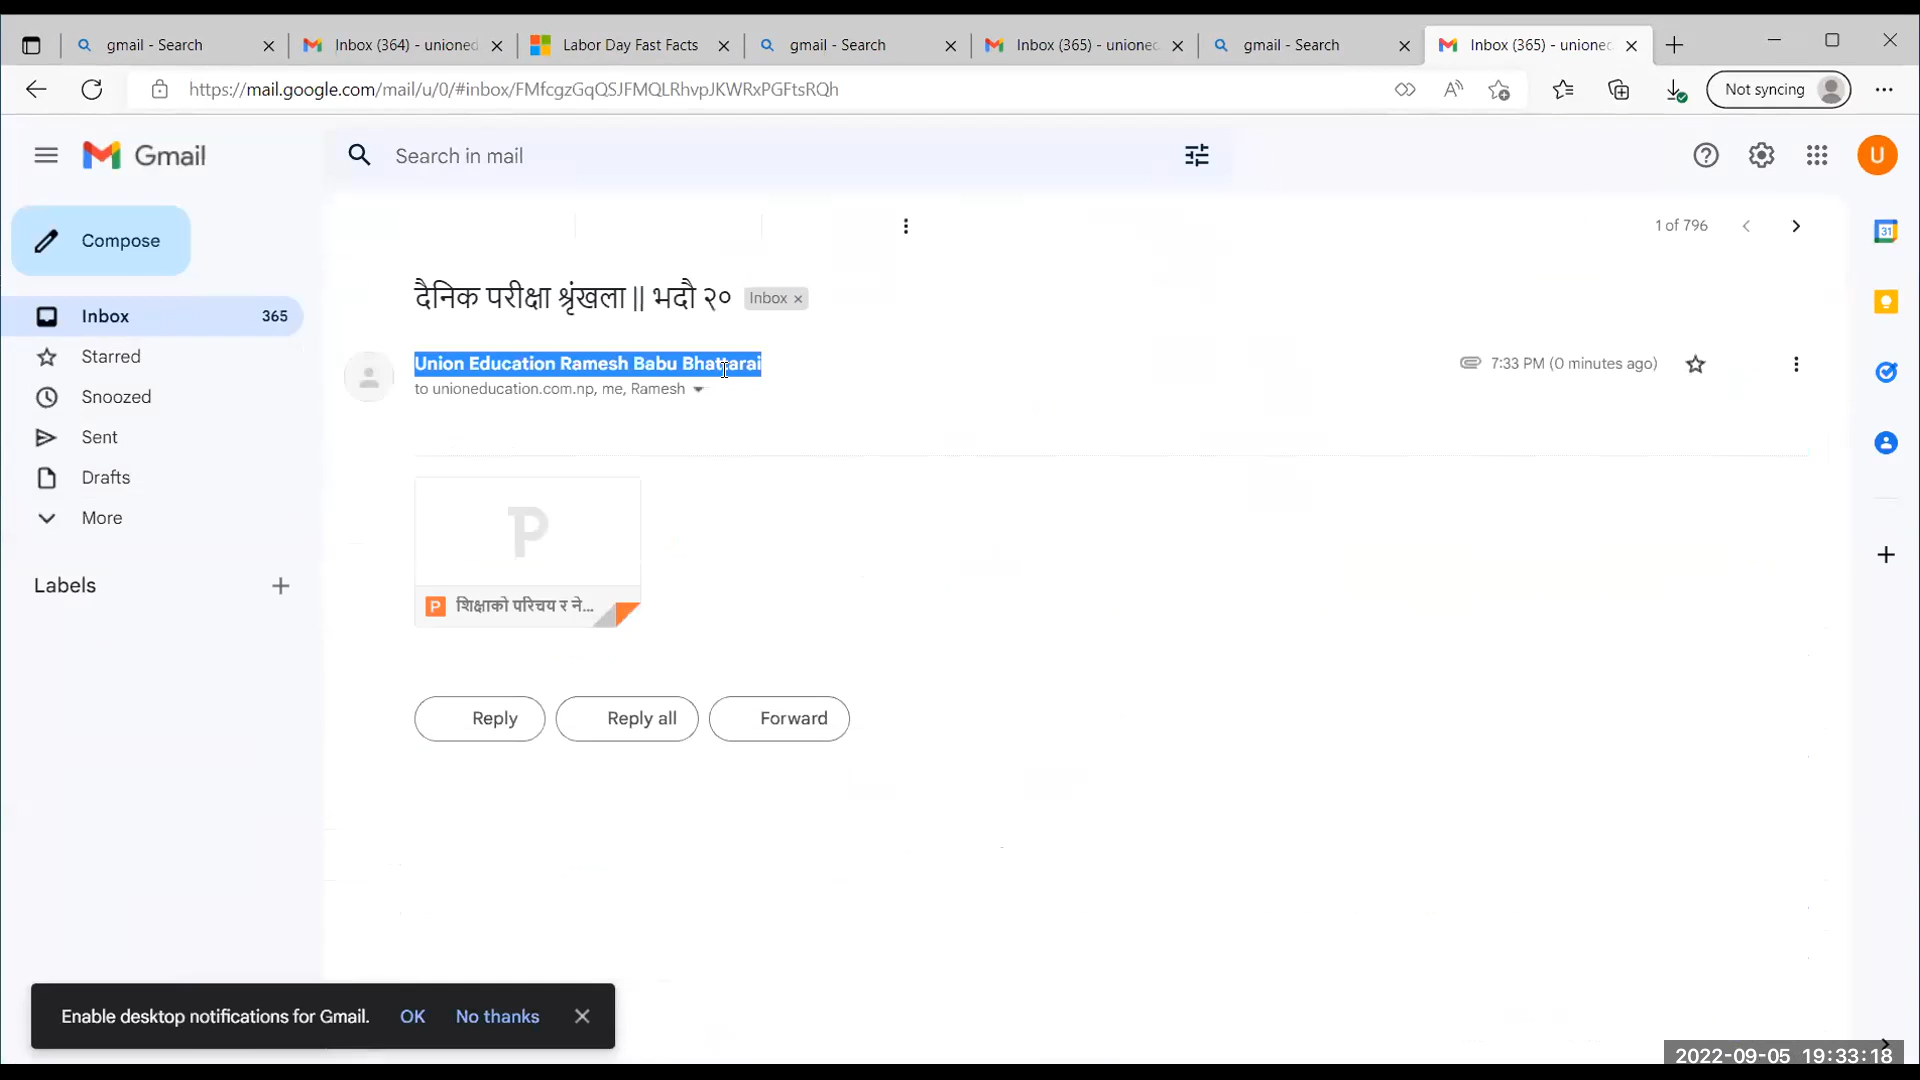 gmail - Search
Inbox (364) - unioned
Labor Day Fast Facts
gmail - Search
Inbox (365) - unionec
gmail - Search
Inbox (365) - unionec
https://mail.google.com/mail/u/0/#inbox/FMfcgzGqQSJFMQLRhvpJKWRxPGFtsRQh
Not syncing
Gmail
Search in mail
U
Compose
1 of 796
दैनिक परीक्षा श्रृंखला || भदौ २०
Inbox ×
Inbox 365
Starred
Snoozed
Sent
Drafts
More
Labels
Union Education Ramesh Babu Bhattarai
7:33 PM (0 minutes ago)
to unioneducation.com.np, me, Ramesh
31
P
P शिक्षाको परिचय र ने...
Reply
Reply all
Forward
Enable desktop notifications for Gmail. OK No thanks
2022-09-05 19:33:18